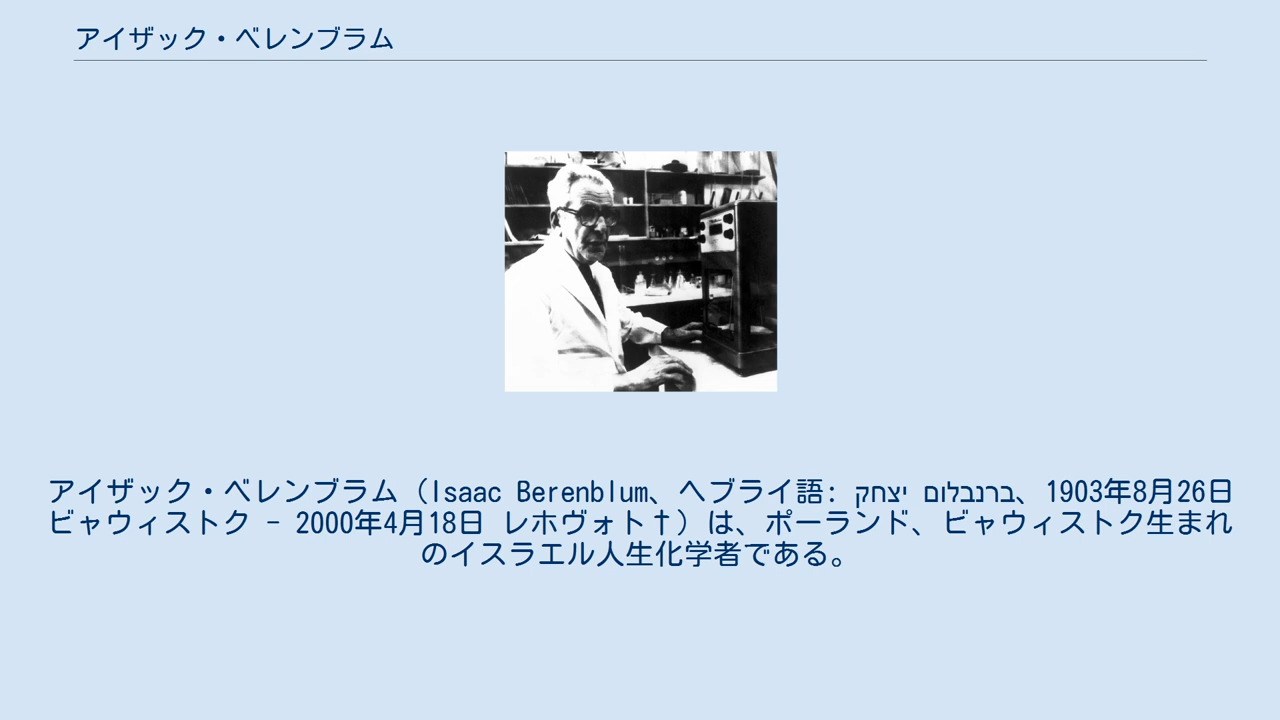 アイザック・ベレンブラム
アイザック・ベレンブラム（Isaac Berenblum、ヘブライ語: יצחק ברנבלום‎、1903年8月26日
ビャウィストク - 2000年4月18日 レホヴォト†）は、ポーランド、ビャウィストク生まれ
のイスラエル人生化学者である。